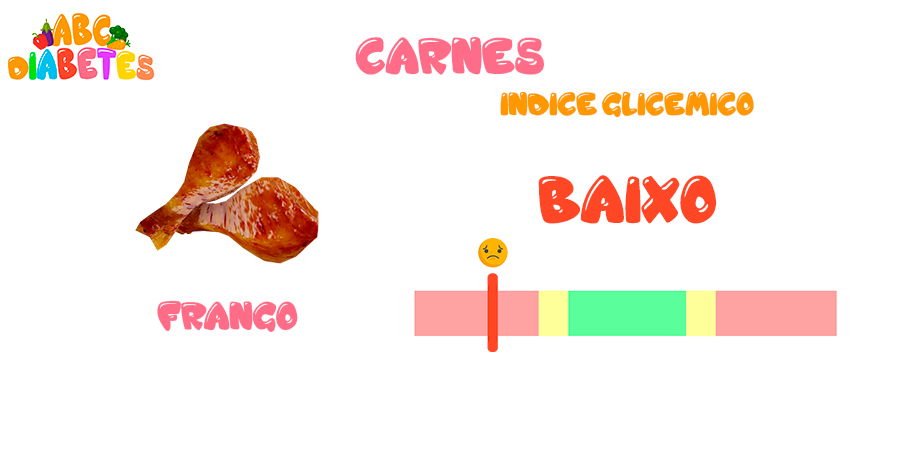 ABC
DIABETES
CARNES
INDICE GLICEMICO
BAIXO
FRANGO